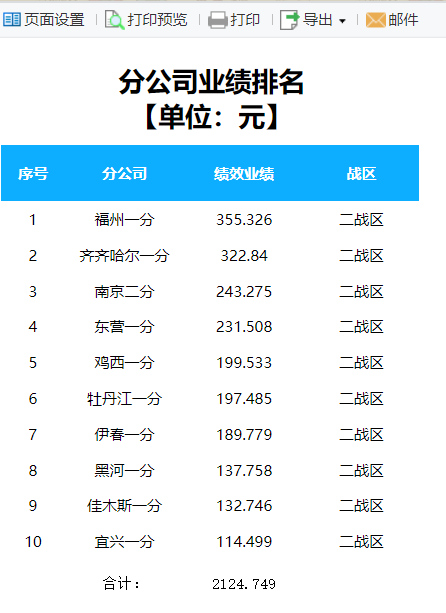 页面设置 打印预览 打印 导出 邮件
分公司业绩排名
【单位：元】
序号 分公司 绩效业绩 战区
1 福州一分 355.326 二战区
2 齐齐哈尔一分 322.84 二战区
3 南京二分 243.275 二战区
4 东营一分 231.508 二战区
5 鸡西一分 199.533 二战区
6 牡丹江一分 197.485 二战区
7 伊春一分 189.779 二战区
8 黑河一分 137.758 二战区
9 佳木斯一分 132.746 二战区
10 宜兴一分 114.499 二战区
合计： 2124.749